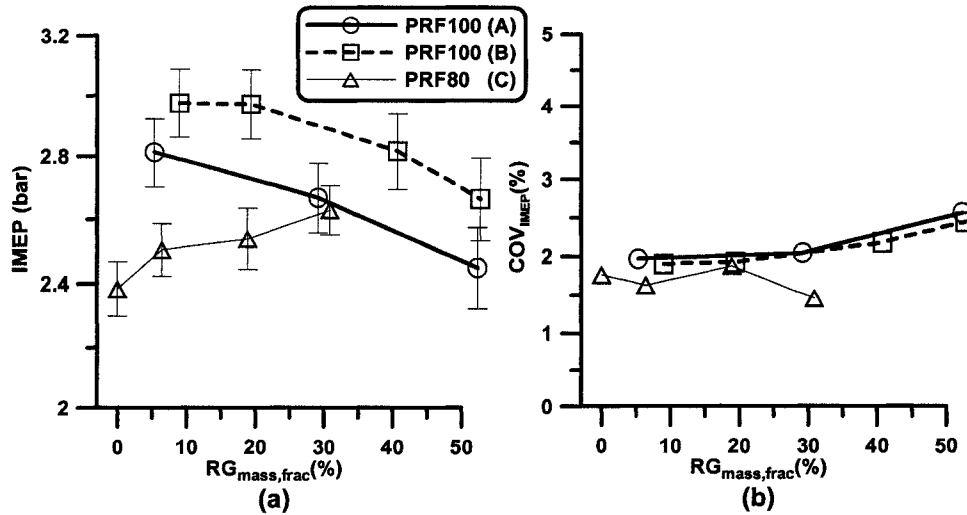 PRF100 (A)
PRF100 (B)
PRF80 (C)
3.2
2.8
2.4
2
IMEP (bar)
0 10 20 30 40 50
RGmass,frac(%)
(a)
5
4
3
2
1
0
COVIMEP(%)
0 10 20 30 40 50
RGmass,frac(%)
(b)